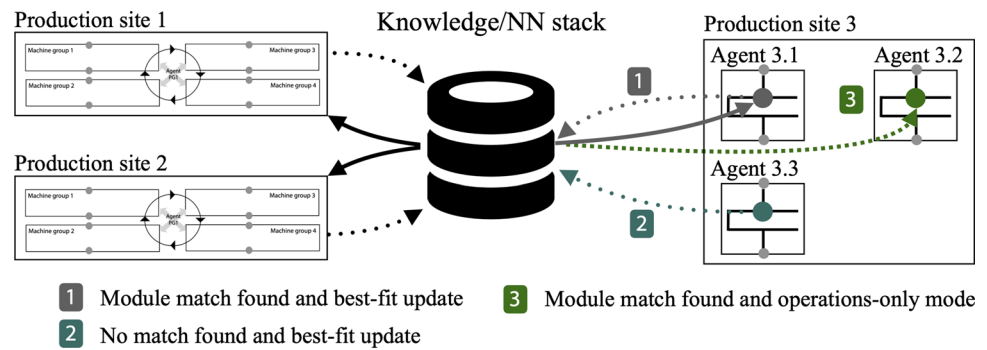 Production site 1
Machine group 1
Machine group 3
Agent
PG1
Machine group 2
Machine group 4
Production site 2
Machine group 1
Machine group 3
Agent
PG1
Machine group 2
Machine group 4
Knowledge/NN stack
Production site 3
Agent 3.1
Agent 3.2
1
3
Agent 3.3
2
1 Module match found and best-fit update
2 No match found and best-fit update
3 Module match found and operations-only mode